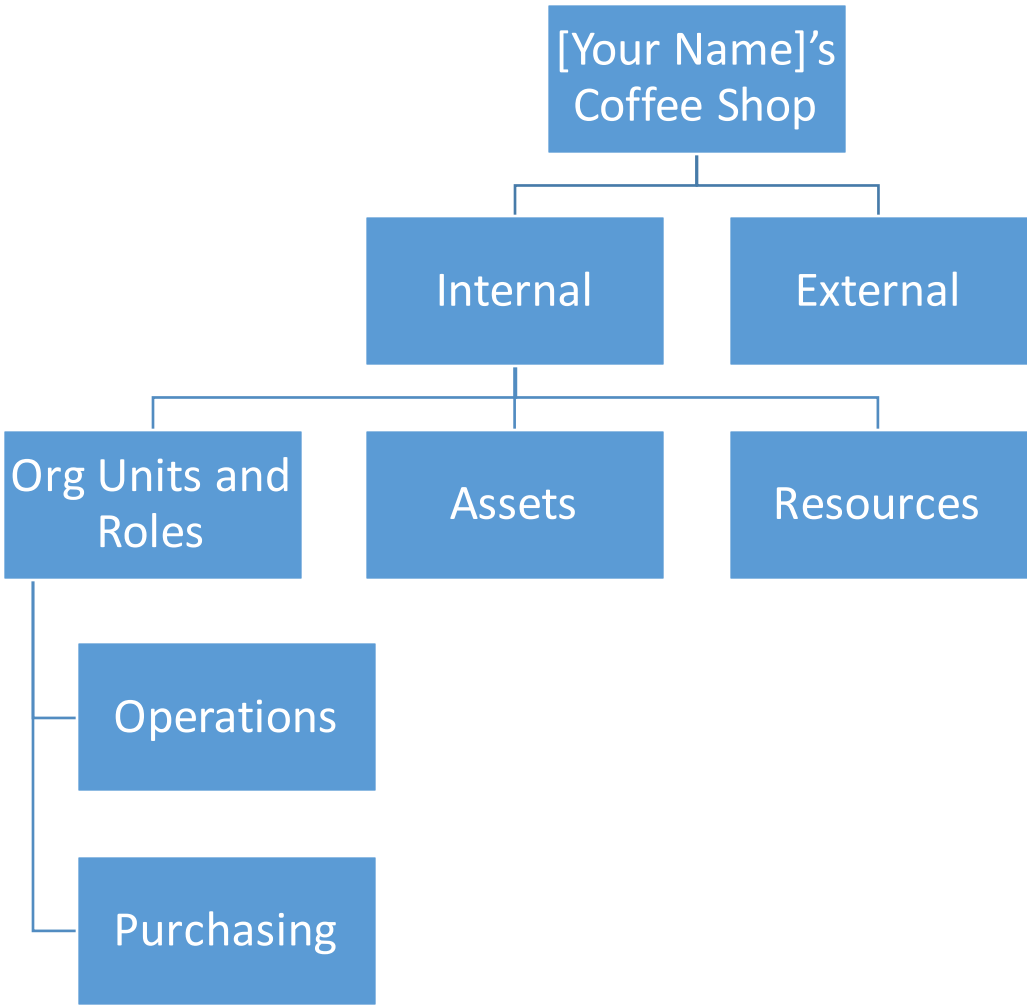 [Your Name]’s
Coffee Shop
Internal
External
Org Units and
Roles
Assets
Resources
Operations
Purchasing